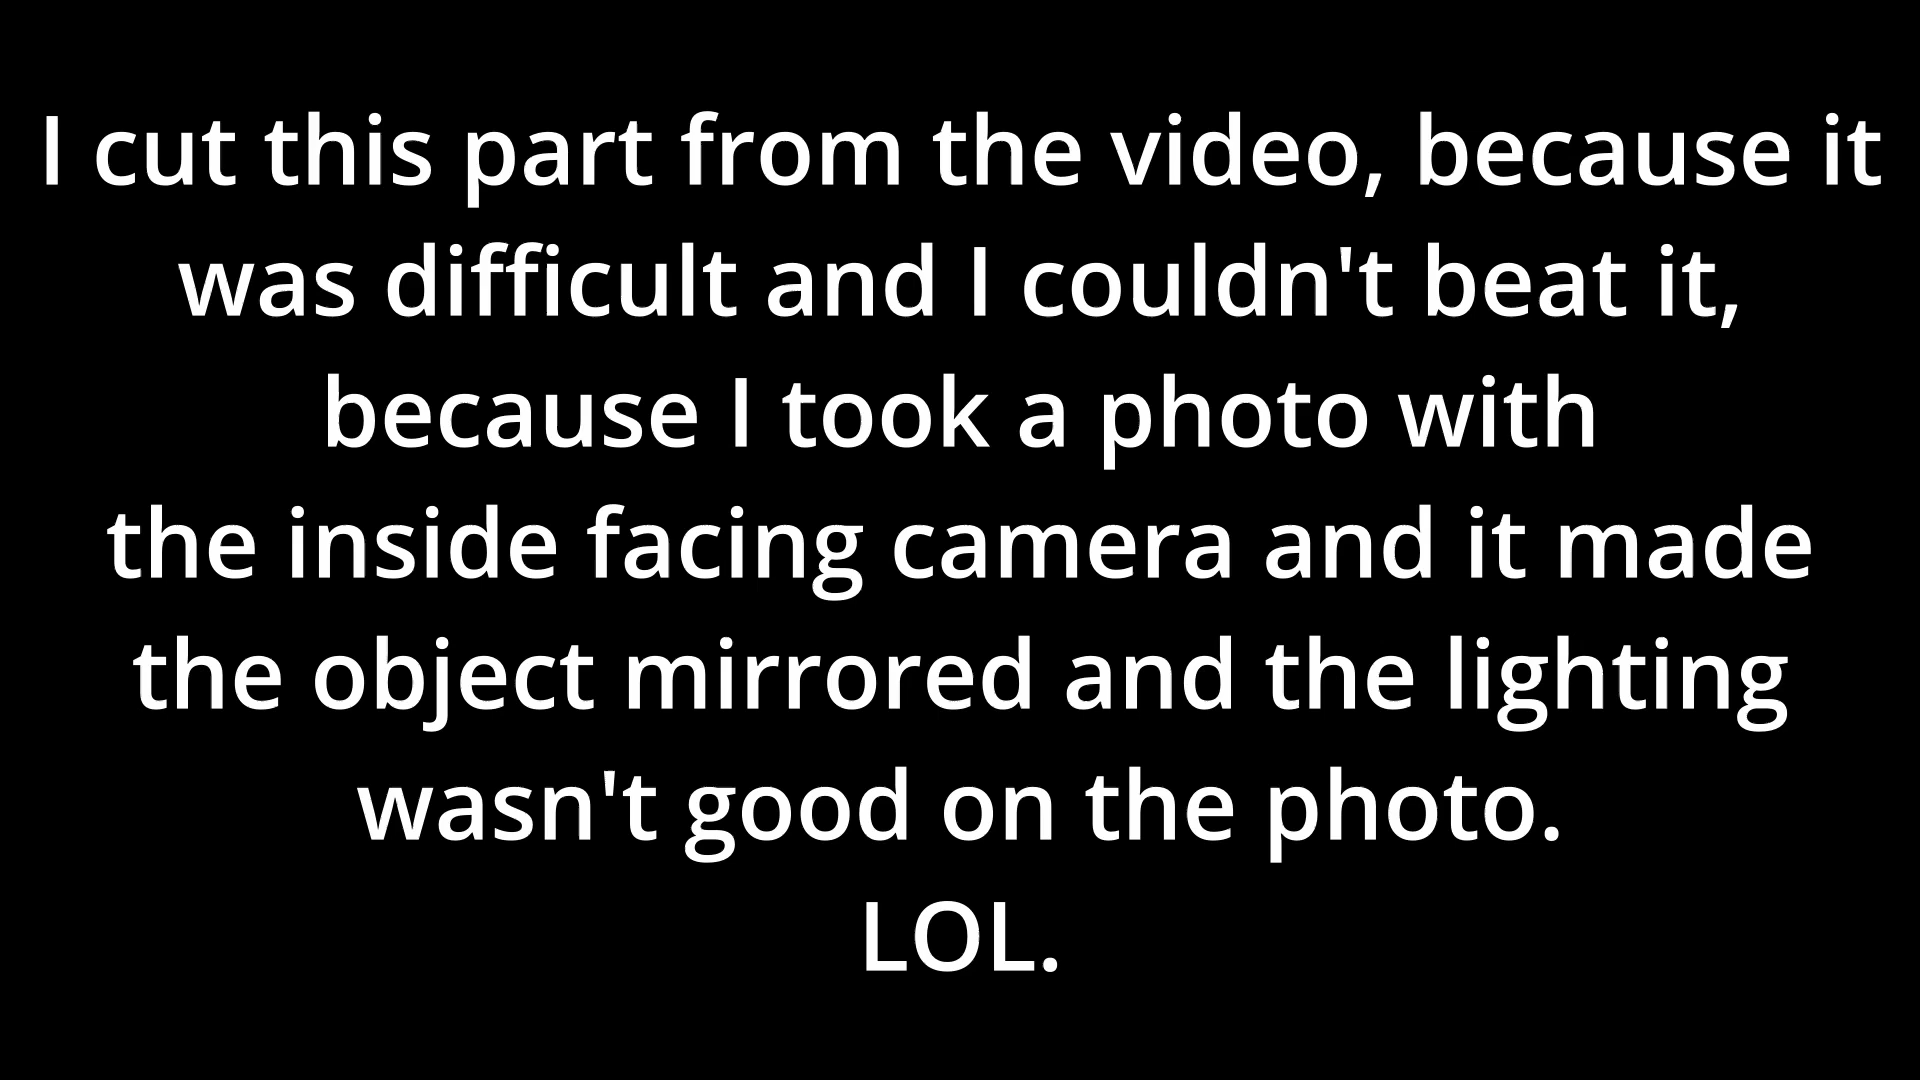 I cut this part from the video, because it
was difficult and I couldn't beat it,
because I took a photo with
the inside facing camera and it made
the object mirrored and the lighting
wasn't good on the photo.
LOL.